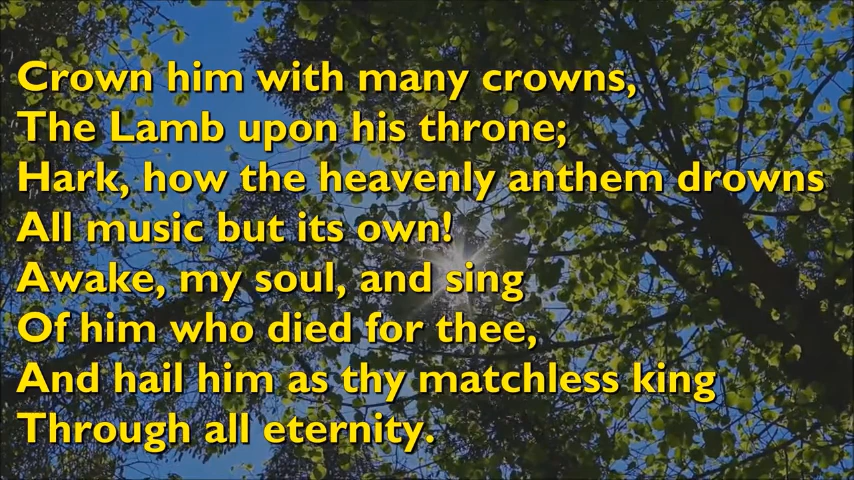 Crown him with many crowns,
The Lamb upon his throne;
Hark, how the heavenly anthem drowns
All music but its own!
Awake, my soul, and sing
Of him who died for thee,
And hail him as thy matchless king
Through all eternity.